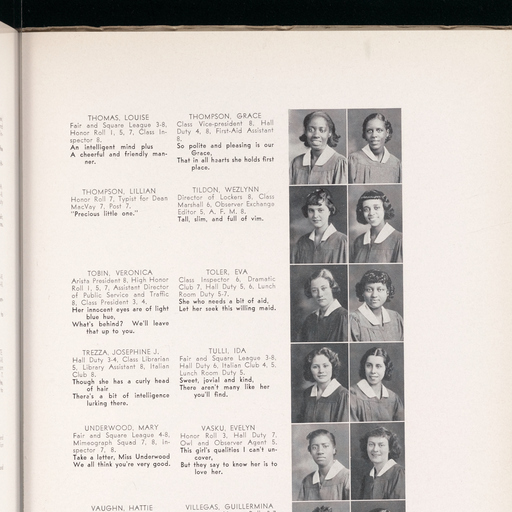 THOMAS, LOUISE
Fair and Square League 3-8,
Honor Roll 1, 5, 7, Class In-
spector 8.
An intelligent mind plus
A cheerful and friendly man-
ner.
THOMPSON, GRACE
Class Vice-president 8, Hall
Duty 4, 8, First-Aid Assistant
8.
So polite and pleasing is our
Grace,
That in all hearts she holds first
place.
THOMPSON, LILLIAN
Honor Roll 7, Typist for Dean
MacVay 7, Post 7.
"Precious little one."
TILDON, WEZLYNN
Director of Lockers 8, Class
Marshall 6, Observer Exchange
Editor 5, A. F. M. 8.
Tall, slim, and full of vim.
TOBIN, VERONICA
Arista President 8, High Honor
Roll 1, 5, 7, Assistant Director
of Public Service and Traffic
8, Class President 3, 4.
Her innocent eyes are of light
blue hue,
What's behind? We'll leave
that up to you.
TOLER, EVA
Class Inspector 6, Dramatic
Club 7, Hall Duty 5, 6, Lunch
Room Duty 5-7.
She who needs a bit of aid,
Let her seek this willing maid.
TREZZA, JOSEPHINE J.
Hall Duty 3-4, Class Librarian
5, Library Assistant 8, Italian
Club 8.
Though she has a curly head
of hair
There's a bit of intelligence
lurking there.
TULLI, IDA
Fair and Square League 3-8,
Hall Duty 6, Italian Club 4, 5,
Lunch Room Duty 5.
Sweet, jovial and kind,
There aren't many like her
you'll find.
UNDERWOOD, MARY
Fair and Square League 4-8,
Mimeograph Squad 7, 8, In-
spector 7, 8.
Take a letter, Miss Underwood
We all think you're very good.
VASKU, EVELYN
Honor Roll 3, Hall Duty 7,
Owl and Observer Agent 5,
This girl's qualities I can't un-
cover,
But they say to know her is to
love her.
VAUGHN, HATTIE
VILLEGAS, GUILLERMINA